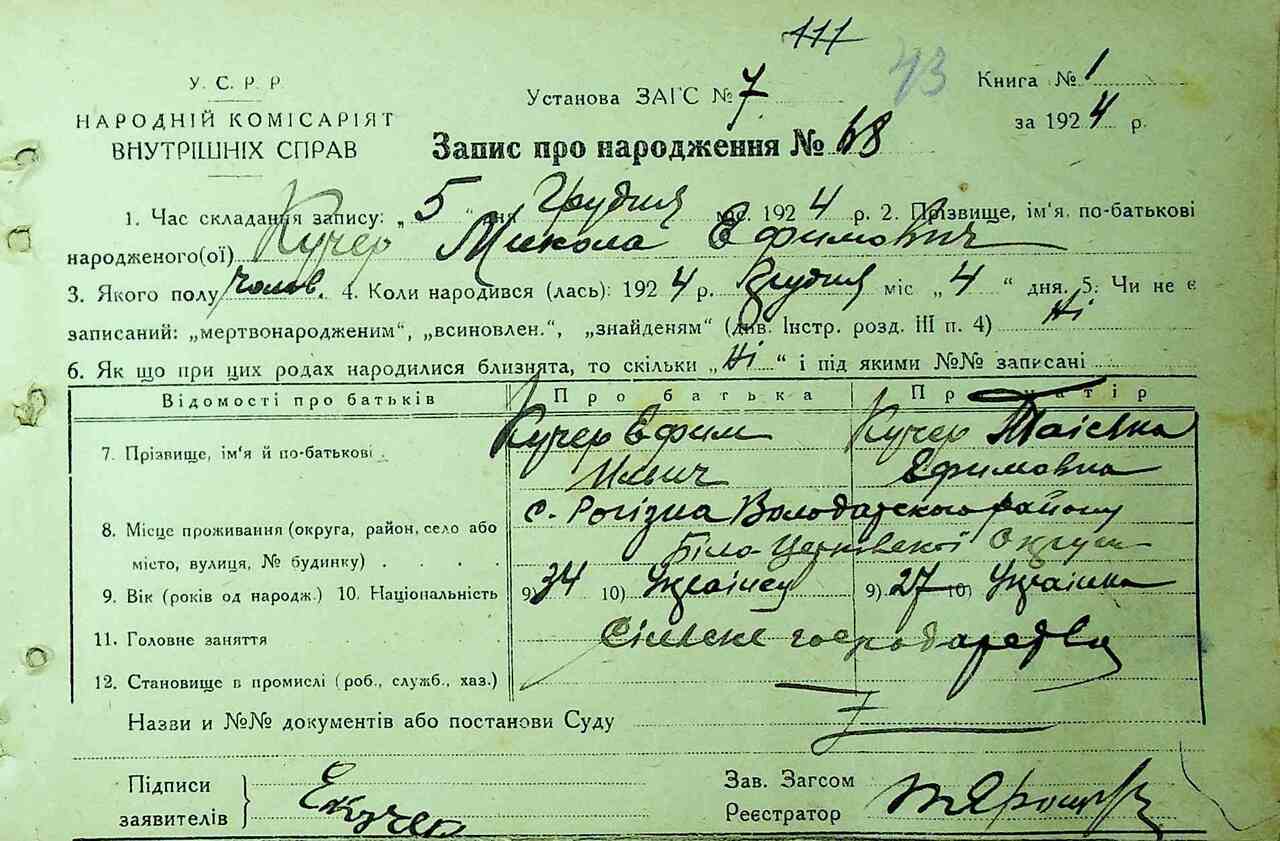 111
43
У. С. Р. Р
НАРОДНІЙ КОМІСАРІЯТ
ВНУТРІШНІХ СПРАВ
Установа ЗАГС № 7
Книга № 1
за 1924 р.
Запис про народження № 68
1. Час складання запису: „ 5 “ дня Грудня міс. 1924 р. 2. Прізвище, ім'я, по-батькові
народженого(ої) Кучер Микола Ефимович
3. Якого полу чолов. 4. Коли народився (лась): 1924 р. Грудня міс „ 4 “ дня. 5. Чи не є
записаний: „мертвонародженим“, „всиновлен.“, „знайденям“ (див. Інстр. розд. III п. 4) Ні
6. Як що при цих родах народилися близнята, то скільки „ Ні “ і під якими №№ записані
Відомості про батьків Про батька Про матір
7. Прізвище, ім'я й по-батькові Кучер Ефим Кучер Таісвка
Ильич Ефимовна
8. Місце проживання (округа, район, село або с. Рогізна Володарского району
місто, вулиця, № будинку) Біло-Церківської Округи
9. Вік (років од народж.) 10. Національність 9) 34 10) Украінец 9) 27 10) Украінка
11. Головне заняття Сільське господарство
12. Становище в промислі (роб., служб., хаз.)
Назви и №№ документів або постанови Суду
Підписи
заявителів Е Кучер
Зав. Загсом
Реєстратор